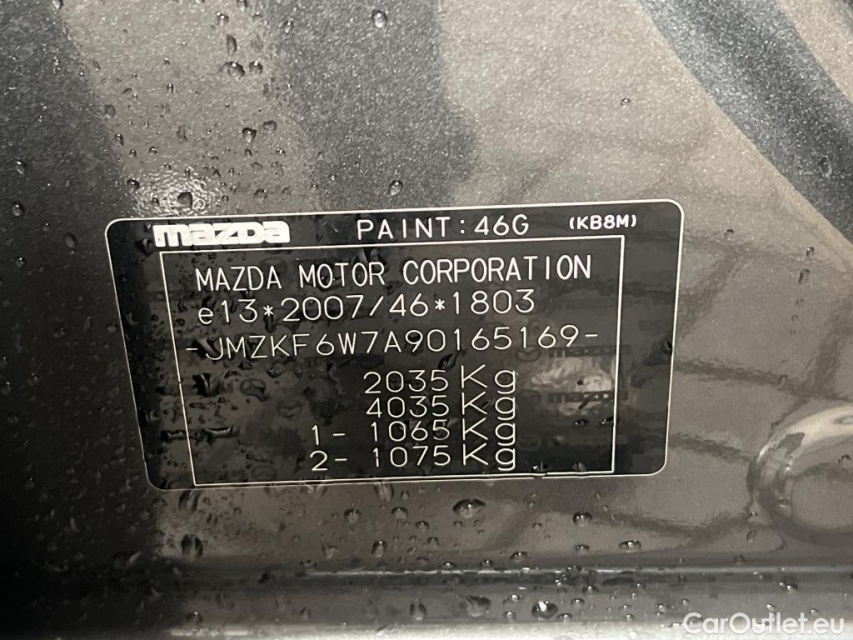 mazda PAINT:46G (KB8M)
MAZDA MOTOR CORPORATION
e13*2007/46*1803
-JMZKF6W7A90165169-
2035Kg
4035Kg
1- 1065Kg
2- 1075Kg
CarOutlet.eu